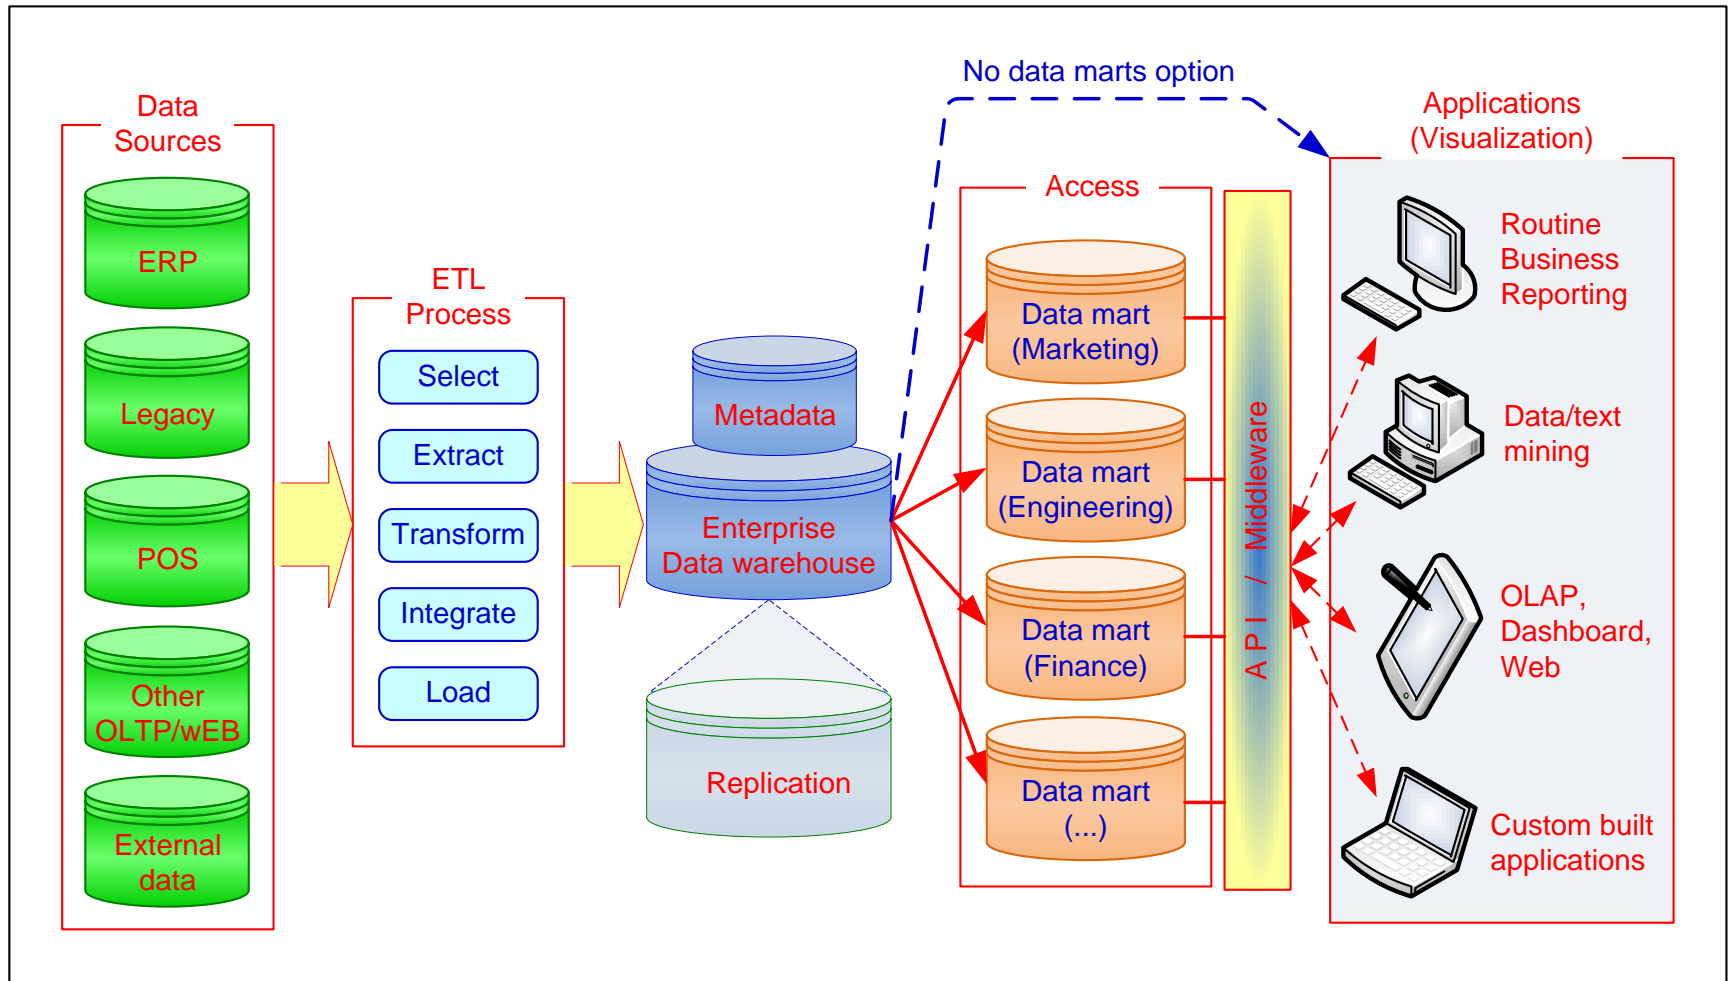 No data marts option
Data
Sources
ERP
Legacy
POS
Other
OLTP/wEB
External
data
ETL
Process
Select
Extract
Transform
Integrate
Load
Metadata
Enterprise
Data warehouse
Replication
Access
Data mart
(Marketing)
Data mart
(Engineering)
Data mart
(Finance)
Data mart
(...)
API / Middleware
Applications
(Visualization)
Routine
Business
Reporting
Data/text
mining
OLAP,
Dashboard,
Web
Custom built
applications